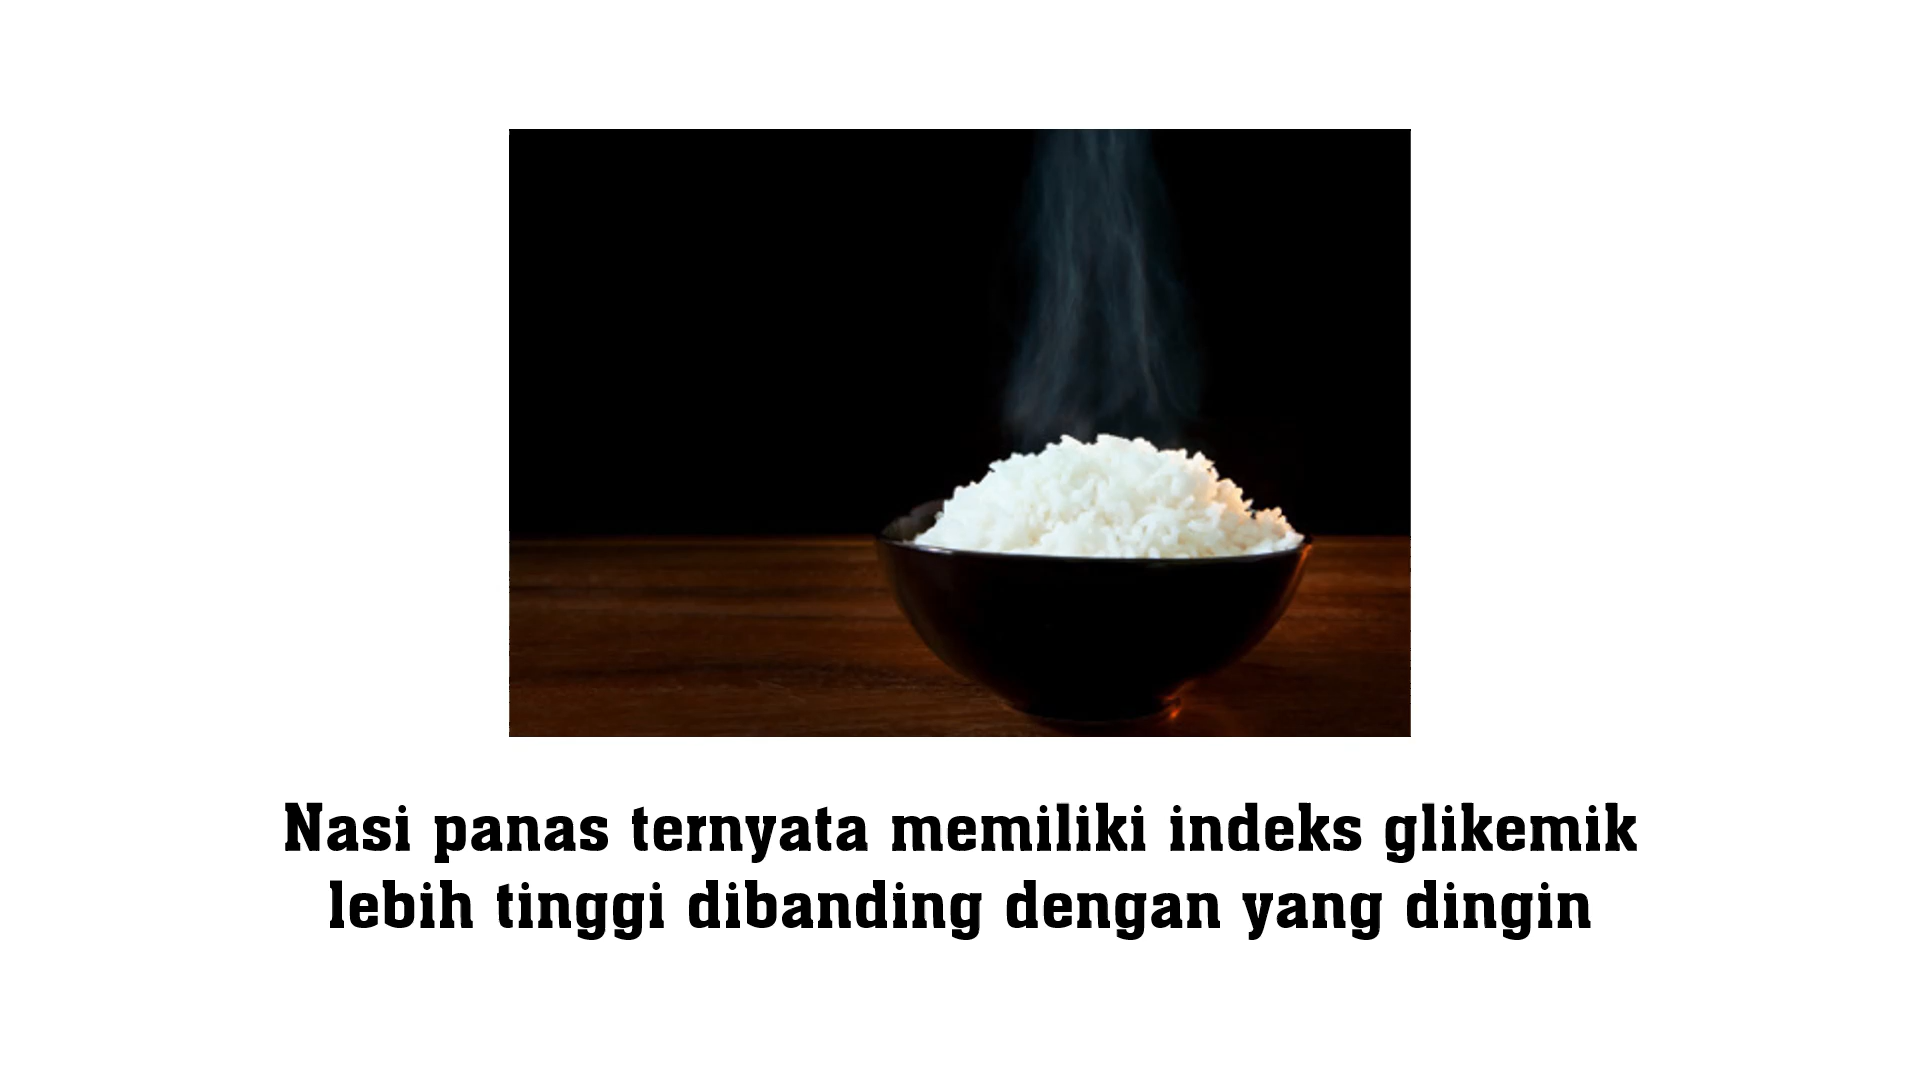 Nasi panas ternyata memiliki indeks glikemik
lebih tinggi dibanding dengan yang dingin